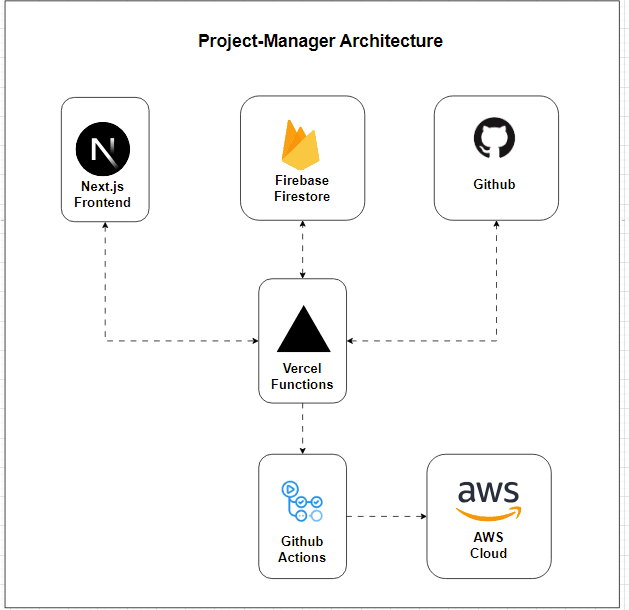 Project-Manager Architecture
Next.js
Frontend
Firebase
Firestore
Github
Vercel
Functions
Github
Actions
aws
AWS
Cloud